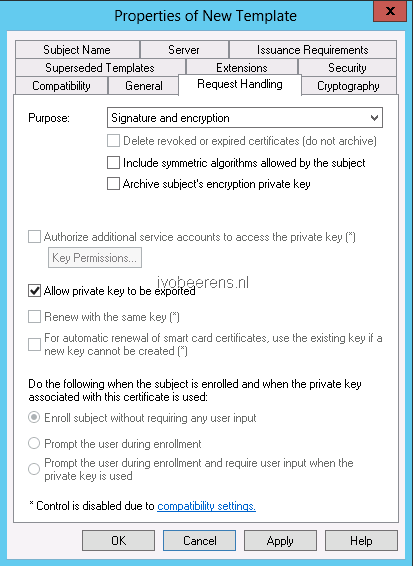 Properties of New Template
x
Subject Name
Server
Issuance Requirements
Superseded Templates
Extensions
Security
Compatibility
General
Request Handling
Cryptography
Purpose:
Signature and encryption
Delete revoked or expired certificates (do not archive)
Include symmetric algorithms allowed by the subject
Archive subject's encryption private key
Authorize additional service accounts to access the private key (*)
Key Permissions...
ivobeerens.nl
Allow private key to be exported
Renew with the same key (*)
For automatic renewal of smart card certificates, use the existing key if a
new key cannot be created (*)
Do the following when the subject is enrolled and when the private key
associated with this certificate is used:
Enroll subject without requiring any user input
Prompt the user during enrollment
Prompt the user during enrollment and require user input when the
private key is used
* Control is disabled due to compatibility settings.
OK
Cancel
Apply
Help